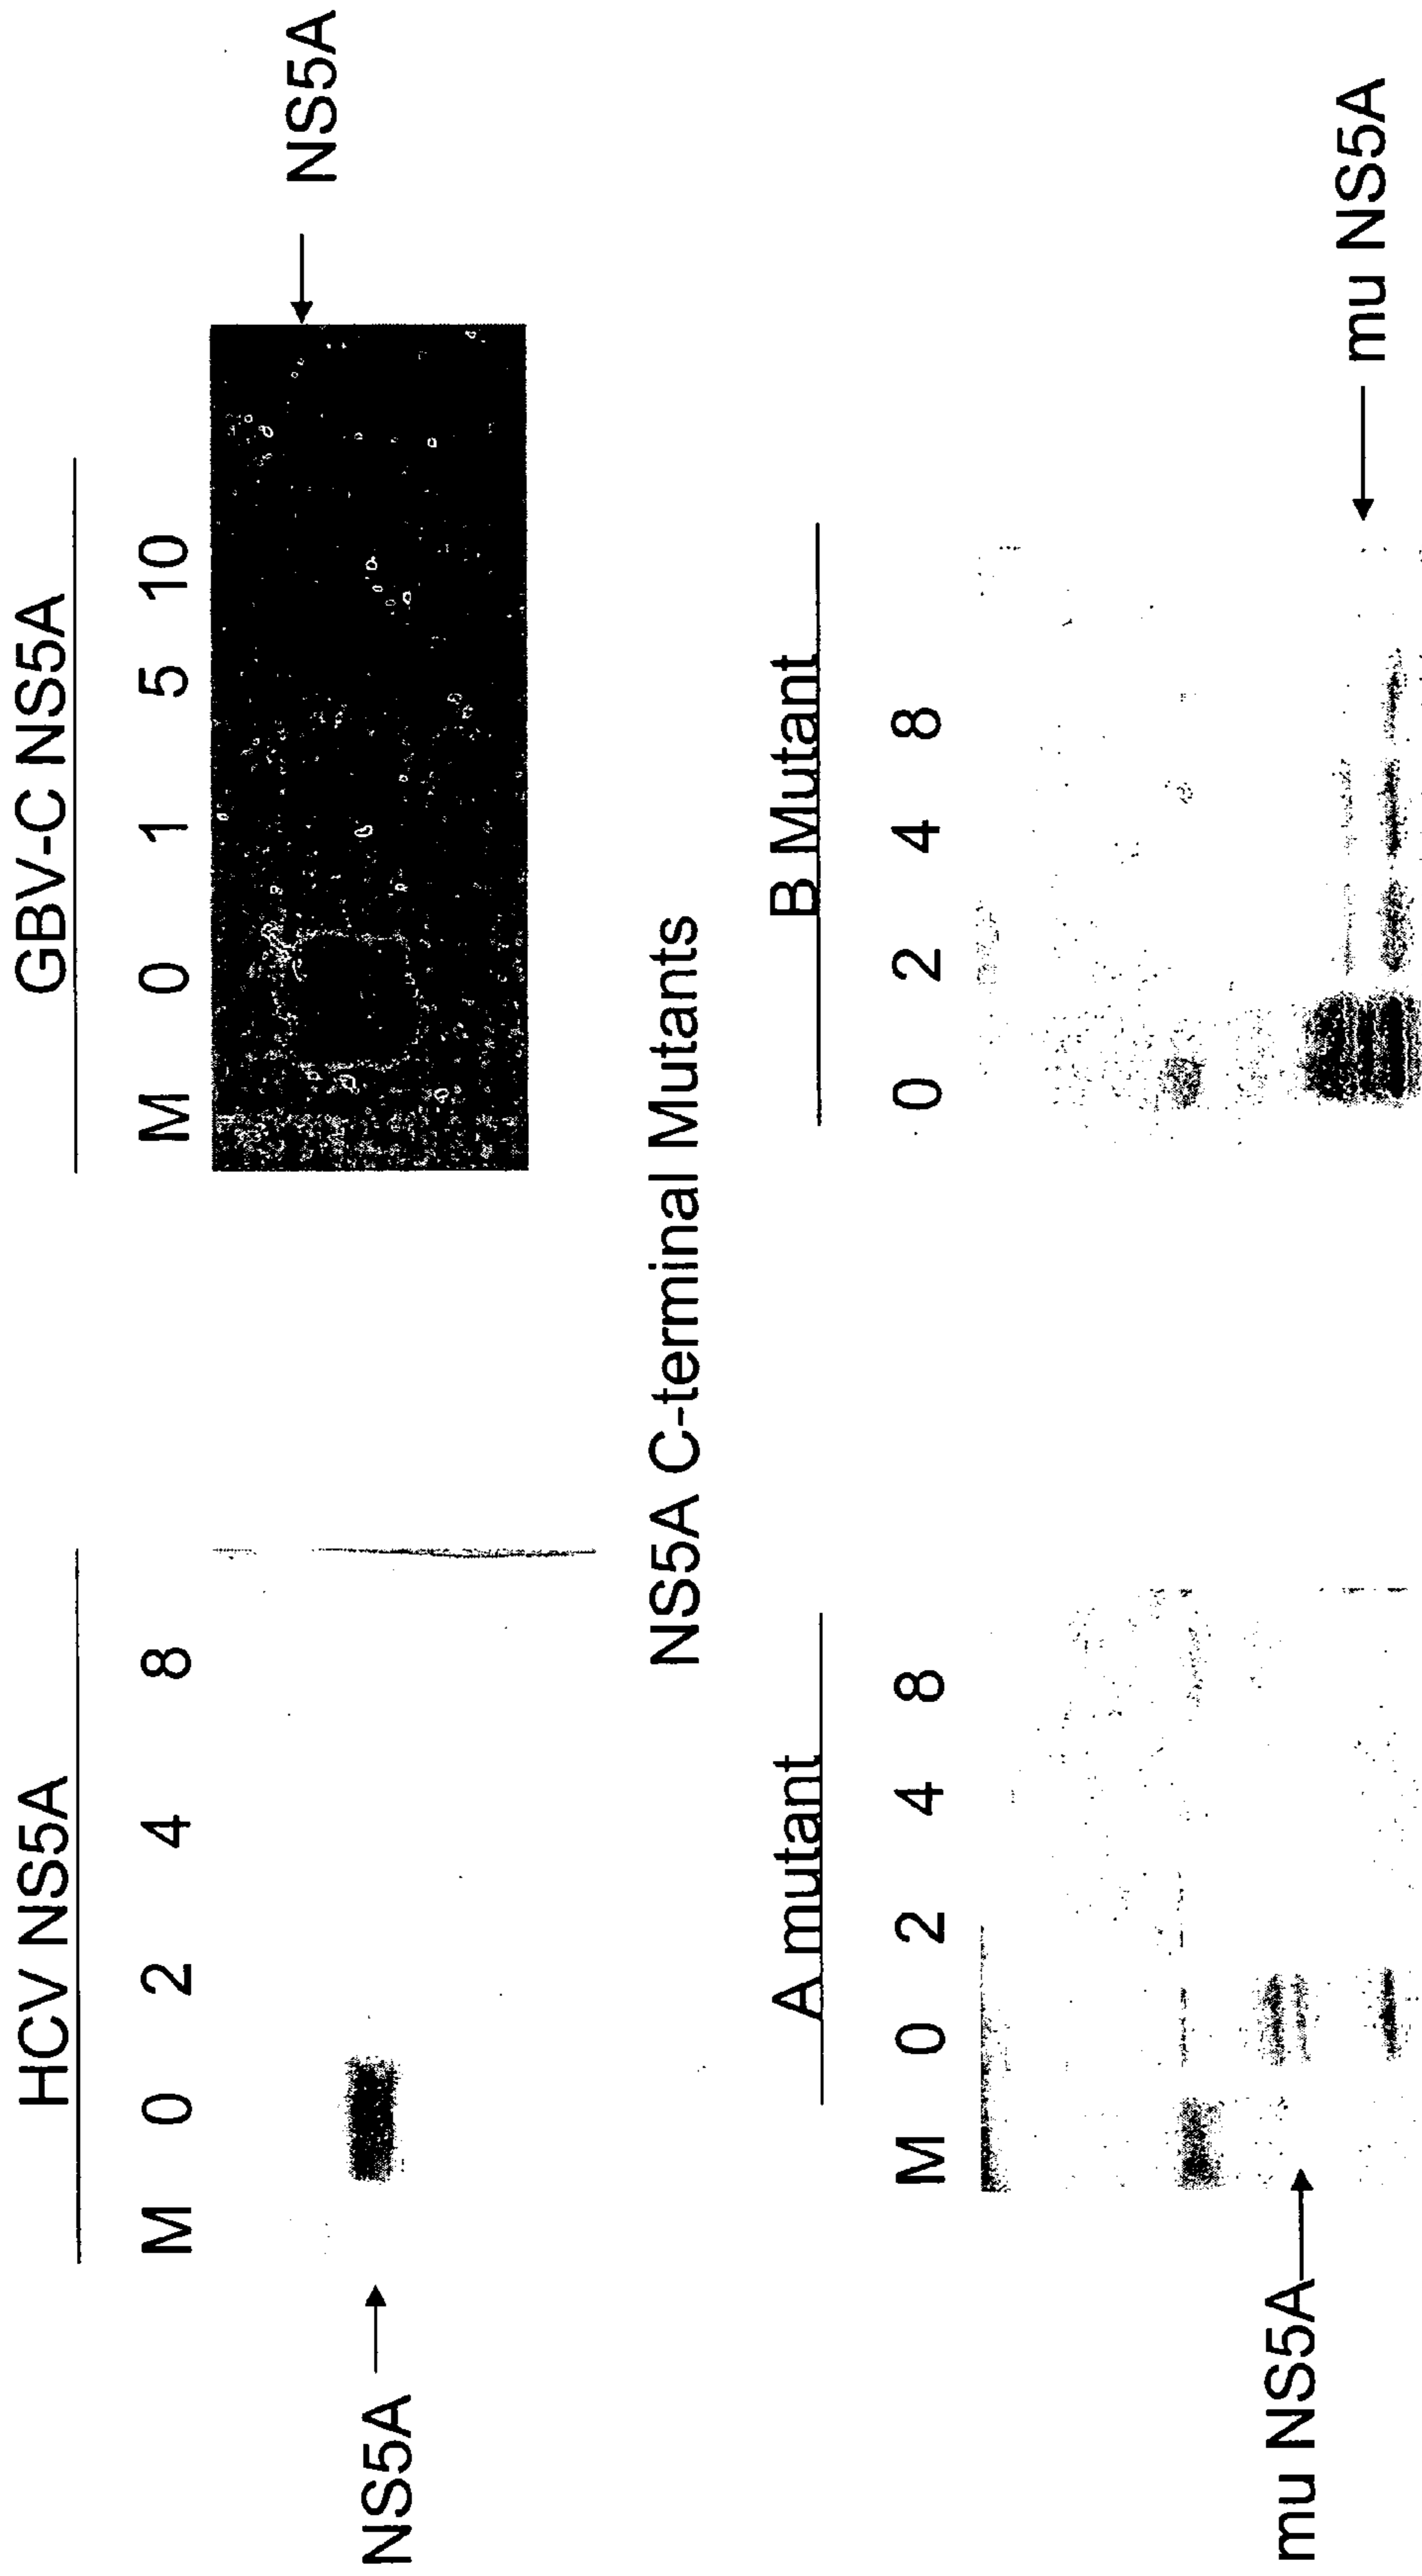 HCV NS5A
M 0 2 4 8
NS5A
GBV-C NS5A
M 0 1 5 10
NS5A
NS5A C-terminal Mutants
A mutant
M 0 2 4 8
mu NS5A
B Mutant
0 2 4 8
mu NS5A